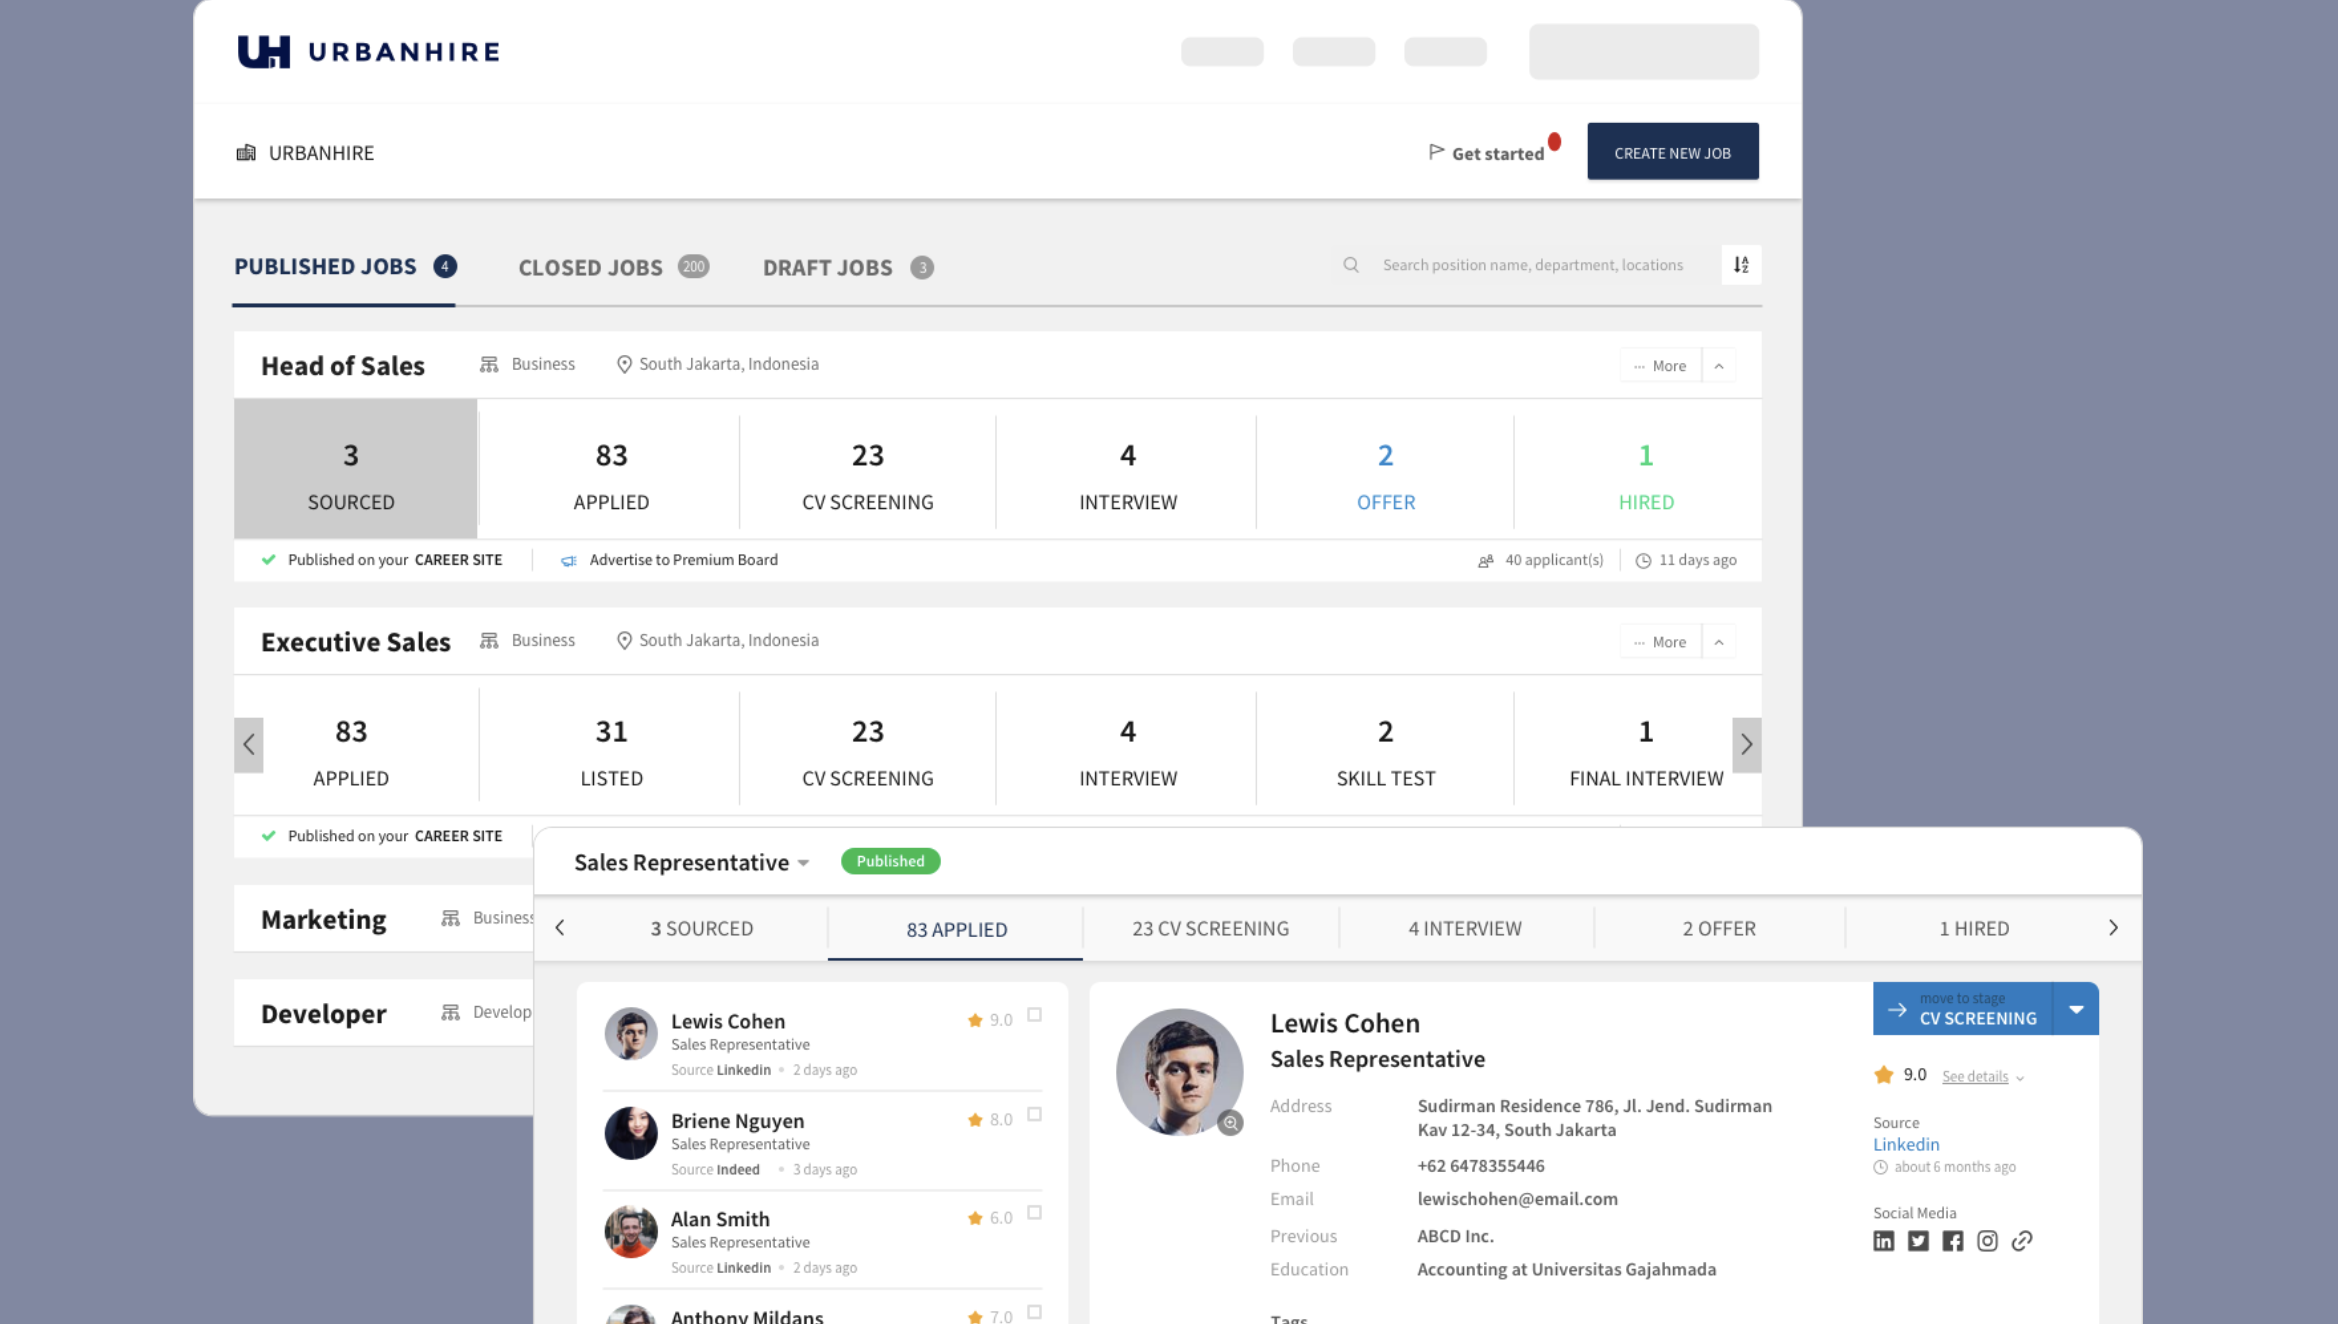 URBANHIRE
URBANHIRE
Get started
CREATE NEW JOB
PUBLISHED JOBS 4
CLOSED JOBS 200
DRAFT JOBS 3
Search position name, department, locations
Head of Sales
Business
South Jakarta, Indonesia
... More
3
SOURCED
83
APPLIED
23
CV SCREENING
4
INTERVIEW
2
OFFER
1
HIRED
Published on your CAREER SITE
Advertise to Premium Board
40 applicant(s)
11 days ago
Executive Sales
Business
South Jakarta, Indonesia
... More
83
APPLIED
31
LISTED
23
CV SCREENING
4
INTERVIEW
2
SKILL TEST
1
FINAL INTERVIEW
Published on your CAREER SITE
Marketing
Business
Developer
Develop
Sales Representative
Published
3 SOURCED
83 APPLIED
23 CV SCREENING
4 INTERVIEW
2 OFFER
1 HIRED
Lewis Cohen
9.0
Sales Representative
Source Linkedin • 2 days ago
Briene Nguyen
8.0
Sales Representative
Source Indeed • 3 days ago
Alan Smith
6.0
Sales Representative
Source Linkedin • 2 days ago
Anthony Mildans
7.0
Lewis Cohen
Sales Representative
Address
Sudirman Residence 786, Jl. Jend. Sudirman
Kav 12-34, South Jakarta
Phone
+62 6478355446
Email
lewischohen@email.com
Previous
ABCD Inc.
Education
Accounting at Universitas Gajahmada
Tags
move to stage
CV SCREENING
9.0
See details
Source
Linkedin
about 6 months ago
Social Media